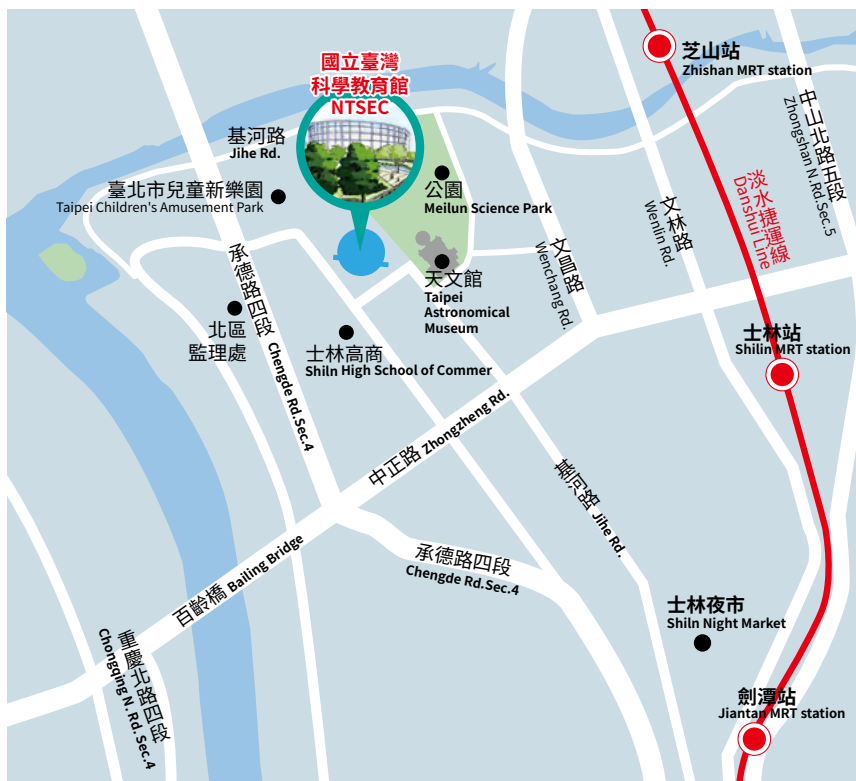 國立臺灣
科學教育館
NTSEC
芝山站
Zhishan MRT station
中山北路五段
Zhongshan N.Rd.Sec.5
基河路
Jihe Rd.
臺北市兒童新樂園
Taipei Children's Amusement Park
公園
Meilun Science Park
文林路
Wenlin Rd.
淡水捷運線
Danshui Line
文昌路
Wenchang Rd.
承德路四段
Chengde Rd.Sec.4
天文館
Taipei
Astronomical
Museum
北區
監理處
士林高商
Shiln High School of Commer
士林站
Shilin MRT station
中正路 Zhongzheng Rd.
基河路 Jihe Rd.
承德路四段
Chengde Rd.Sec.4
百齡橋 Bailing Bridge
重慶北路四段
Chongqing N. Rd. Sec.4
士林夜市
Shiln Night Market
劍潭站
Jiantan MRT station